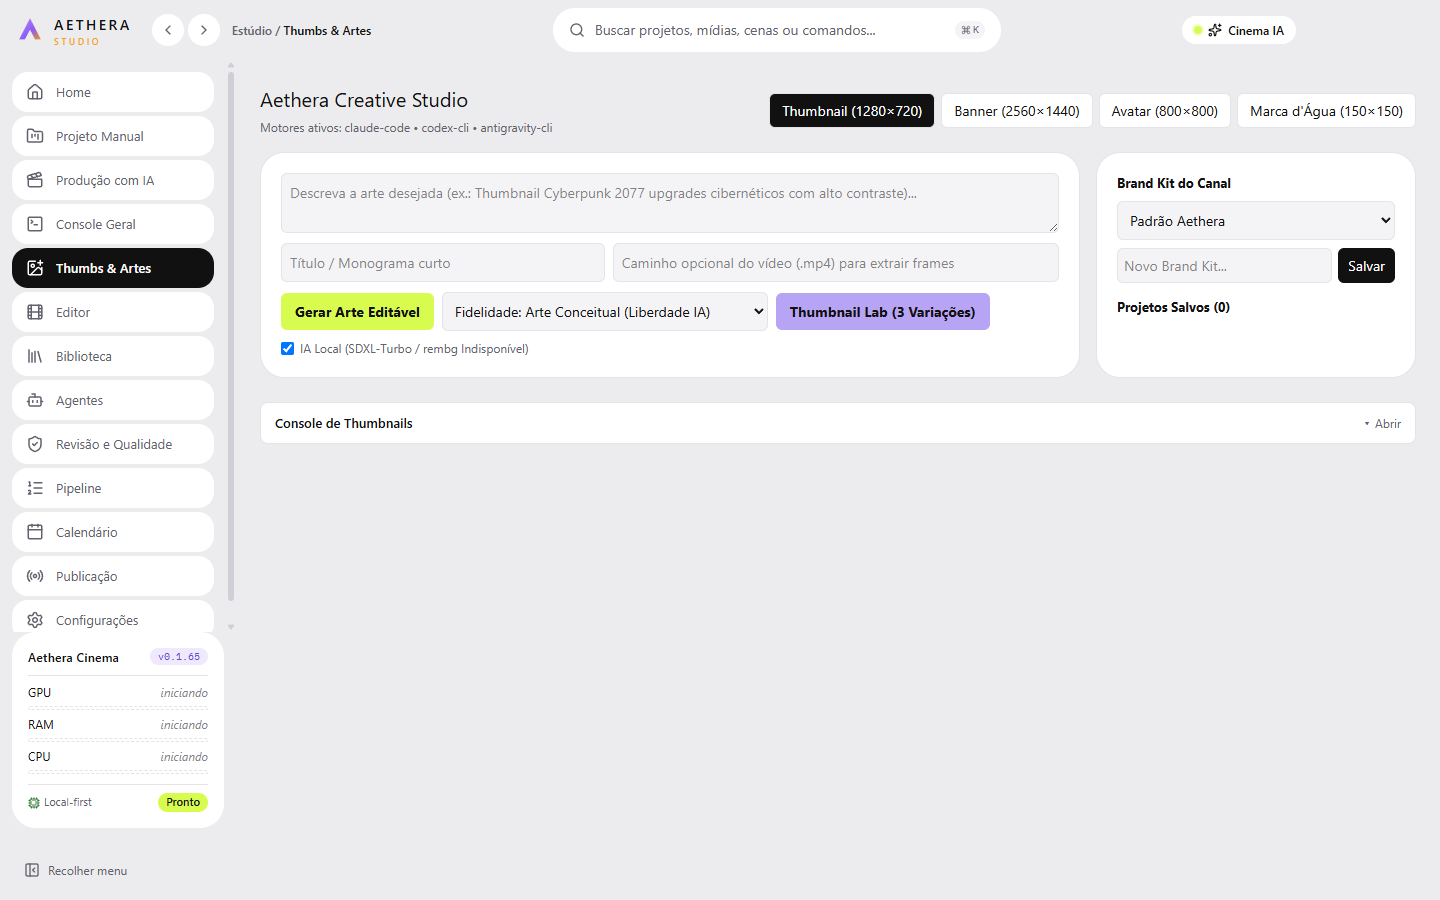 AETHERA
STUDIO
Estúdio / Thumbs & Artes
Buscar projetos, mídias, cenas ou comandos...
⌘ K
Cinema IA
Home
Projeto Manual
Produção com IA
Console Geral
Thumbs & Artes
Editor
Biblioteca
Agentes
Revisão e Qualidade
Pipeline
Calendário
Publicação
Configurações
Aethera Cinema v0.1.65
GPU iniciando
RAM iniciando
CPU iniciando
Local-first Pronto
Recolher menu
Aethera Creative Studio
Motores ativos: claude-code • codex-cli • antigravity-cli
Thumbnail (1280×720)
Banner (2560×1440)
Avatar (800×800)
Marca d'Água (150×150)
Descreva a arte desejada (ex.: Thumbnail Cyberpunk 2077 upgrades cibernéticos com alto contraste)...
Título / Monograma curto
Caminho opcional do vídeo (.mp4) para extrair frames
Gerar Arte Editável
Fidelidade: Arte Conceitual (Liberdade IA)
Thumbnail Lab (3 Variações)
IA Local (SDXL-Turbo / rembg Indisponível)
Brand Kit do Canal
Padrão Aethera
Novo Brand Kit...
Salvar
Projetos Salvos (0)
Console de Thumbnails
Abrir